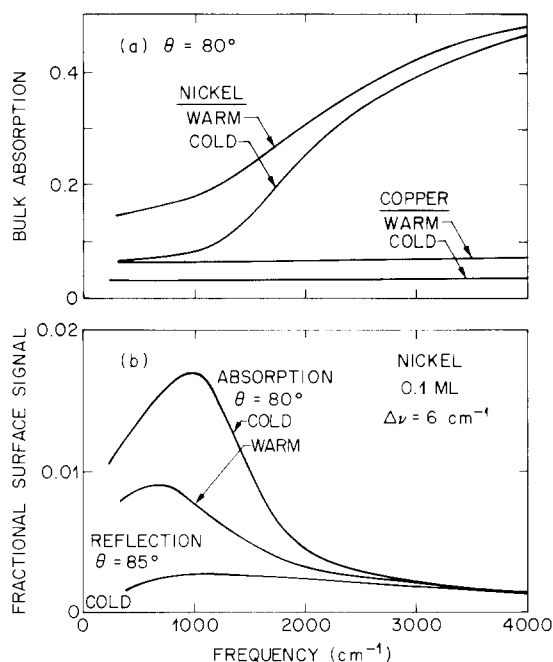 (a) θ = 80°
0.4
NICKEL
WARM
COLD
0.2
COPPER
WARM
COLD
0
BULK ABSORPTION
0.02
(b)
ABSORPTION
θ = 80°
COLD
WARM
NICKEL
0.1 ML
Δν = 6 cm⁻¹
0.01
REFLECTION
θ = 85°
COLD
0
FRACTIONAL SURFACE SIGNAL
0 1000 2000 3000 4000
FREQUENCY (cm⁻¹)